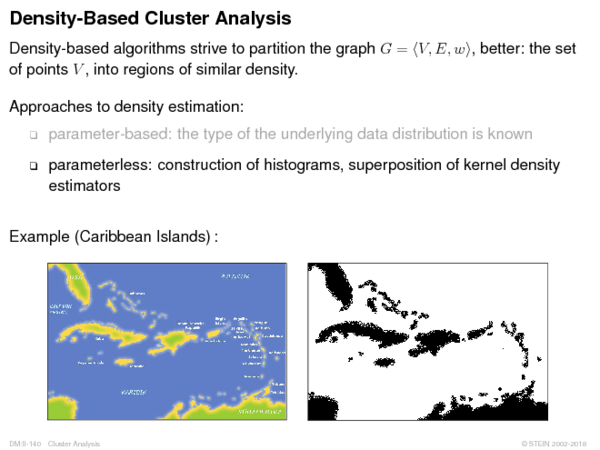 Density-Based Cluster Analysis
Density-based algorithms strive to partition the graph G = ⟨V, E, w⟩, better: the set
of points V, into regions of similar density.
Approaches to density estimation:
❑ parameter-based: the type of the underlying data distribution is known
❑ parameterless: construction of histograms, superposition of kernel density
estimators
Example (Caribbean Islands) :
DM:II-140 Cluster Analysis
© STEIN 2002-2018